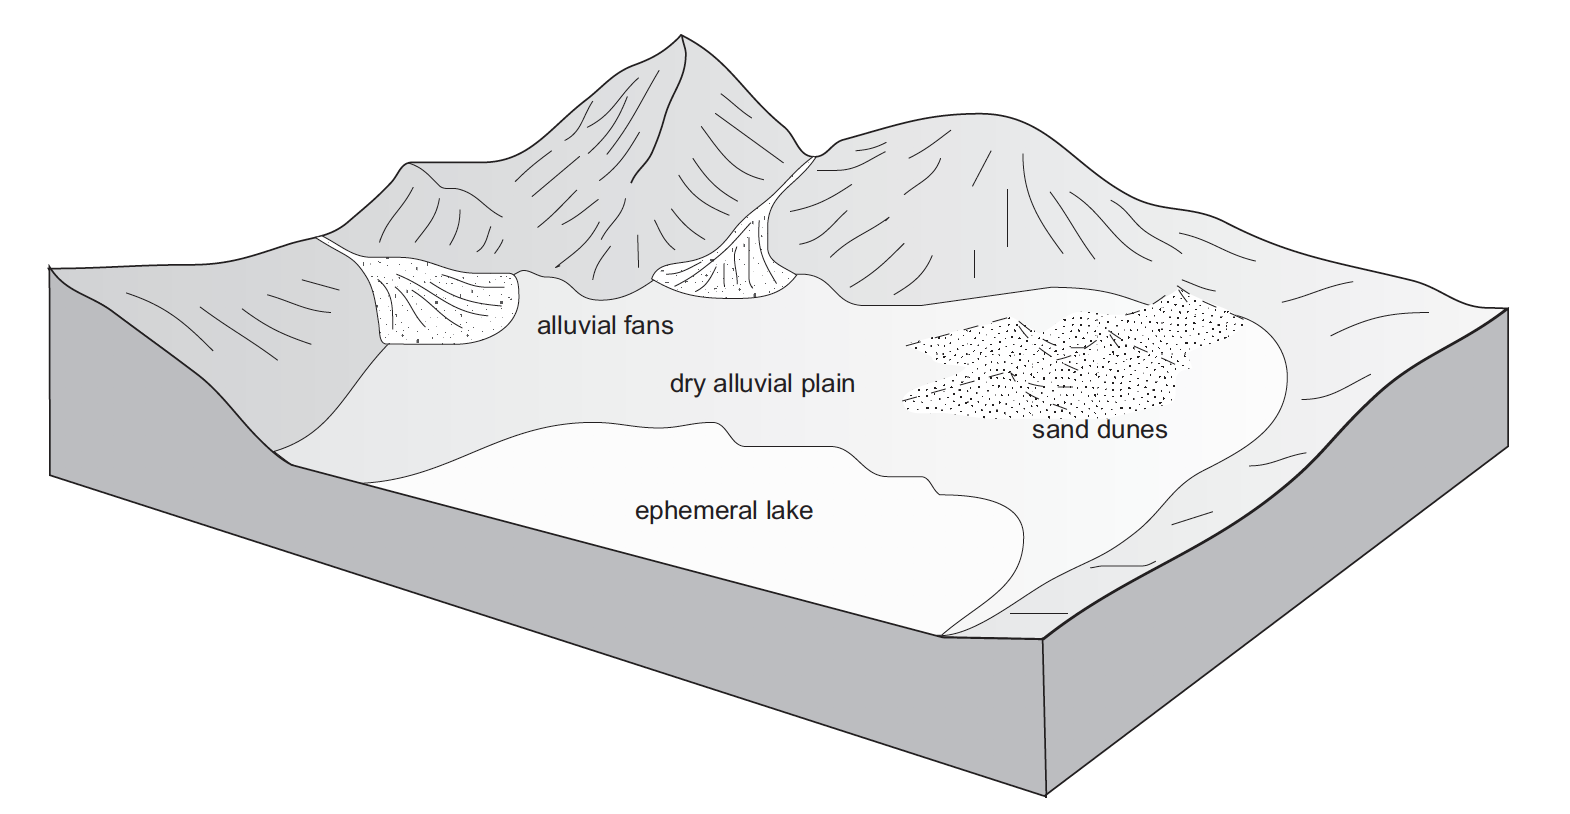 alluvial fans
dry alluvial plain
sand dunes
ephemeral lake